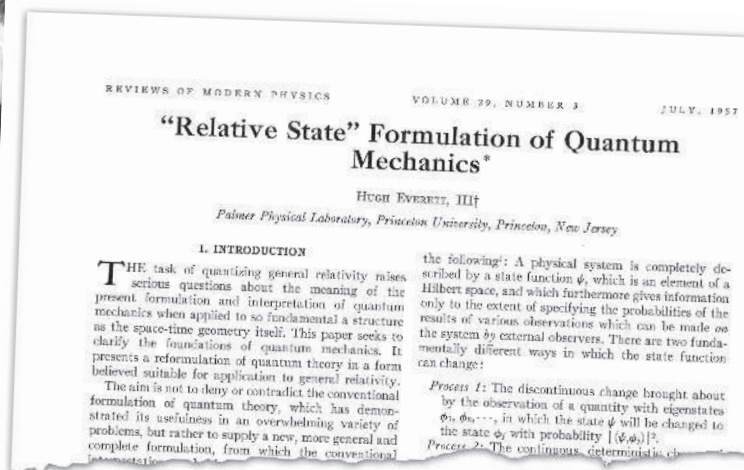 REVIEWS OF MODERN PHYSICS VOLUME 29, NUMBER 3 JULY, 1957
“Relative State” Formulation of Quantum
Mechanics*
HUGH EVERETT, III†
Palmer Physical Laboratory, Princeton University, Princeton, New Jersey
1. INTRODUCTION
THE task of quantizing general relativity raises
serious questions about the meaning of the
present formulation and interpretation of quantum
mechanics when applied to so fundamental a structure
as the space-time geometry itself. This paper seeks to
clarify the foundations of quantum mechanics. It
presents a reformulation of quantum theory in a form
believed suitable for application to general relativity.
The aim is not to deny or contradict the conventional
formulation of quantum theory, which has demon-
strated its usefulness in an overwhelming variety of
problems, but rather to supply a new, more general and
complete formulation, from which the conventional
the following¹: A physical system is completely de-
scribed by a state function ψ, which is an element of a
Hilbert space, and which furthermore gives information
only to the extent of specifying the probabilities of the
results of various observations which can be made on
the system by external observers. There are two funda-
mentally different ways in which the state function
can change:
Process 1: The discontinuous change brought about
by the observation of a quantity with eigenstates
ϕ₁, ϕ₂, ···, in which the state ψ will be changed to
the state ϕⱼ with probability |(ψ,ϕⱼ)|².
Process 2: The continuous, deterministic